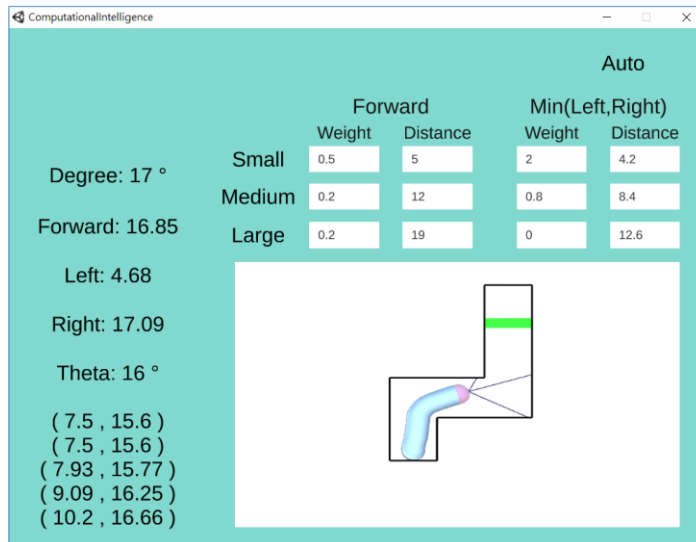 ComputationalIntelligence
Auto
Forward Min(Left,Right)
Weight Distance Weight Distance
Small 0.5 5 2 4.2
Medium 0.2 12 0.8 8.4
Large 0.2 19 0 12.6
Degree: 17 °
Forward: 16.85
Left: 4.68
Right: 17.09
Theta: 16 °
( 7.5 , 15.6 )
( 7.5 , 15.6 )
( 7.93 , 15.77 )
( 9.09 , 16.25 )
( 10.2 , 16.66 )